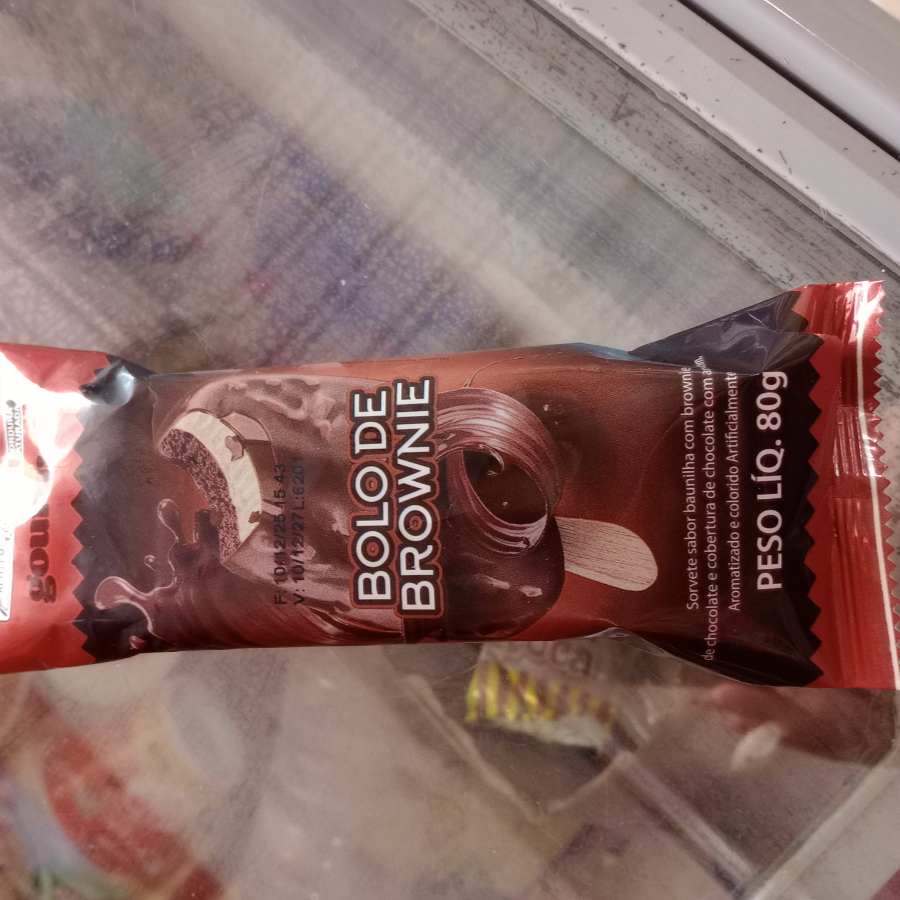 BOLO DE
BROWNIE
F:10/12/25 15 43
V: 10/12/27 L:6201
Sorvete sabor baunilha com brownie
de chocolate e cobertura de chocolate com
Aromatizado e colorido Artificialmente
PESO LÍQ. 80g